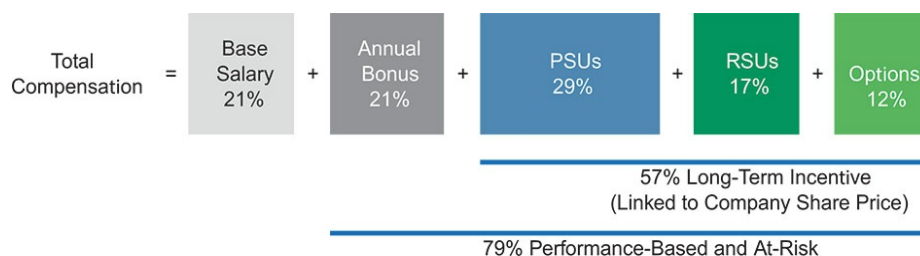 Total
Compensation
=
Base
Salary
21%
+
Annual
Bonus
21%
+
PSUs
29%
+
RSUs
17%
+
Options
12%
57% Long-Term Incentive
(Linked to Company Share Price)
79% Performance-Based and At-Risk